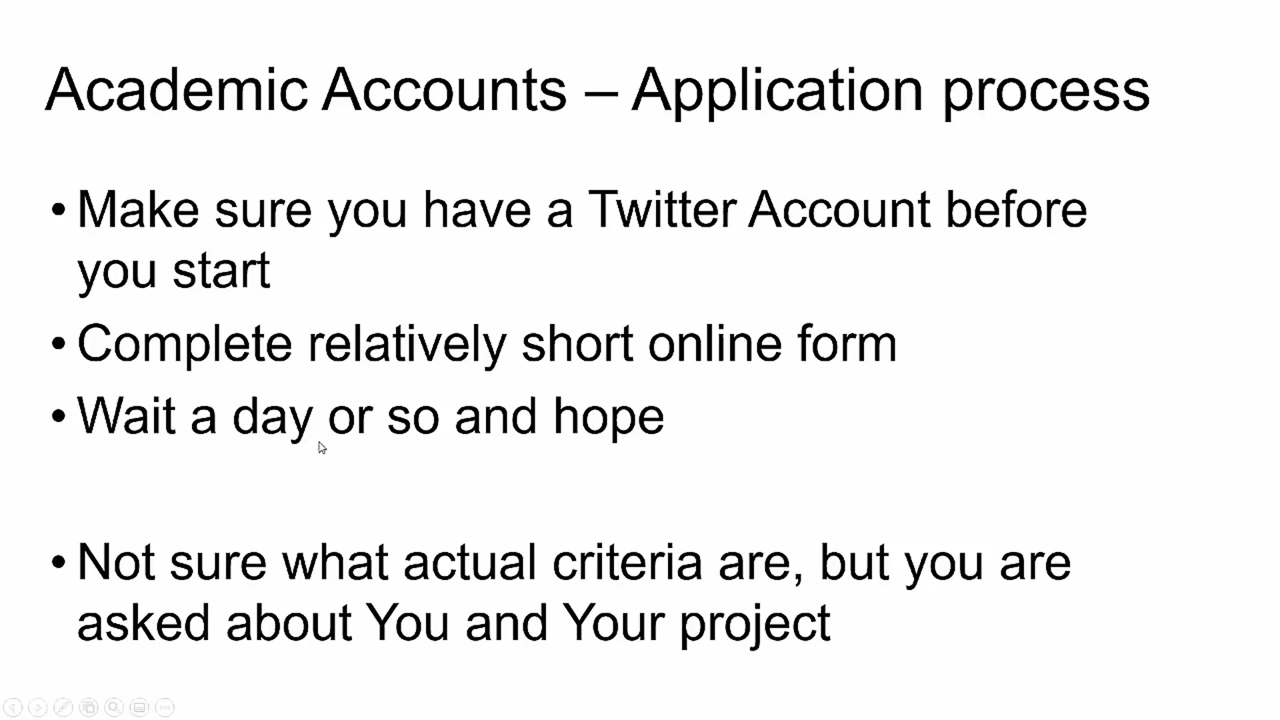 Academic Accounts – Application process
• Make sure you have a Twitter Account before
you start
• Complete relatively short online form
• Wait a day or so and hope
• Not sure what actual criteria are, but you are
asked about You and Your project